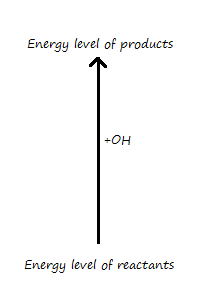 Energy level of products
+OH
Energy level of reactants